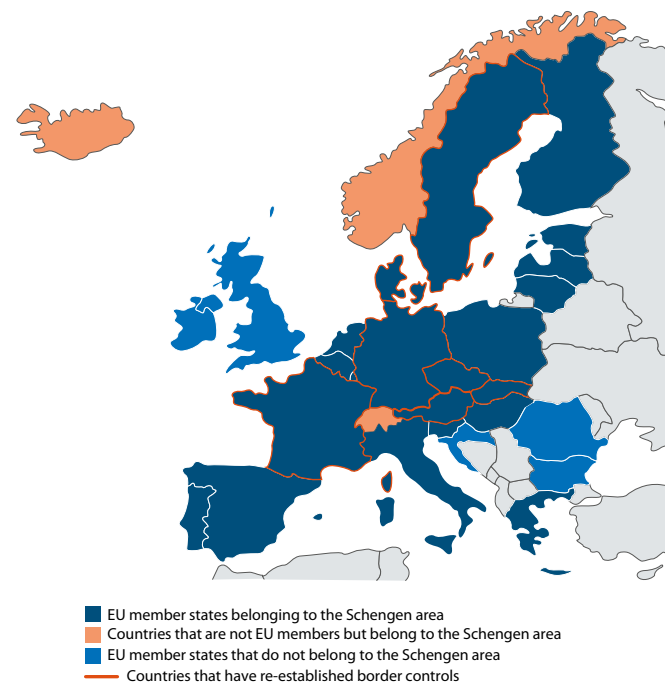 EU member states belonging to the Schengen area
Countries that are not EU members but belong to the Schengen area
EU member states that do not belong to the Schengen area
Countries that have re-established border controls